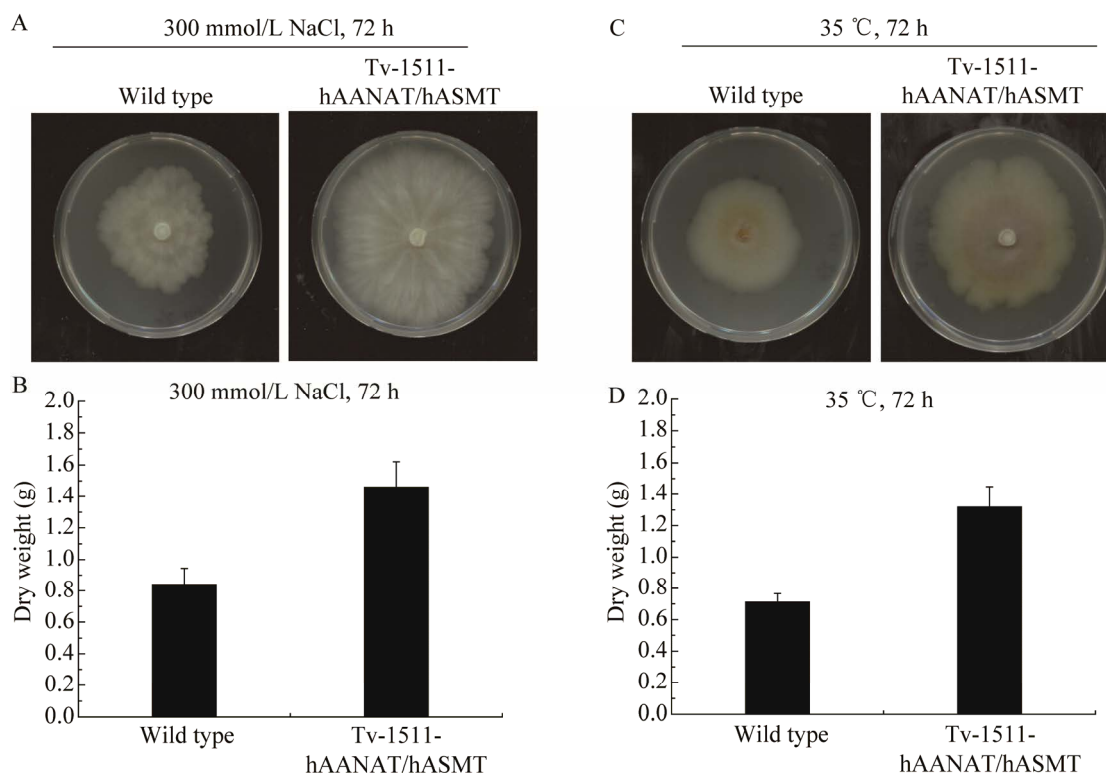 A
300 mmol/L NaCl, 72 h
Wild type
Tv-1511-
hAANAT/hASMT
C
35 ℃, 72 h
Wild type
Tv-1511-
hAANAT/hASMT
B
300 mmol/L NaCl, 72 h
Dry weight (g)
2.0
1.8
1.6
1.4
1.2
1.0
0.8
0.6
0.4
0.2
0.0
Wild type
Tv-1511-
hAANAT/hASMT
D
35 ℃, 72 h
Dry weight (g)
2.0
1.8
1.6
1.4
1.2
1.0
0.8
0.6
0.4
0.2
0.0
Wild type
Tv-1511-
hAANAT/hASMT